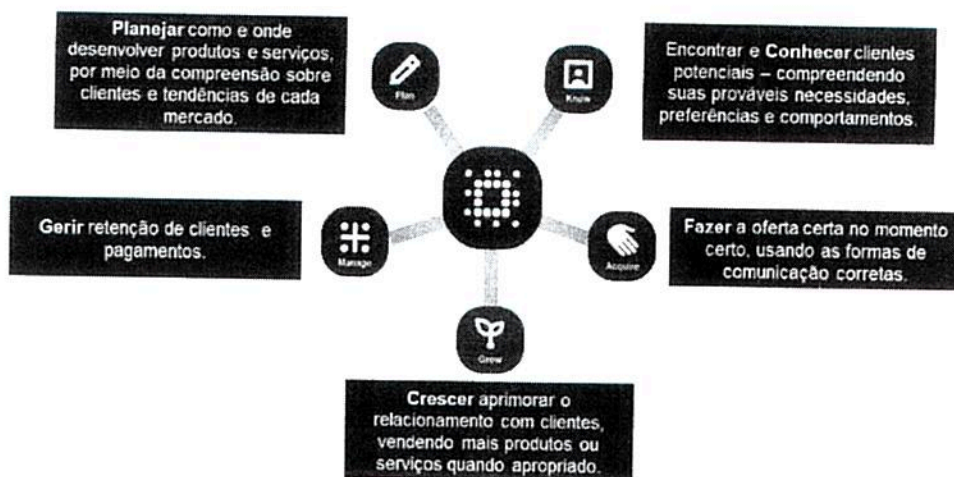 Planejar como e onde
desenvolver produtos e serviços,
por meio da compreensão sobre
clientes e tendências de cada
mercado.
Plan
Know
Encontrar e Conhecer clientes
potenciais – compreendendo
suas prováveis necessidades,
preferências e comportamentos.
Gerir retenção de clientes e
pagamentos.
Manage
Acquire
Fazer a oferta certa no momento
certo, usando as formas de
comunicação corretas.
Grow
Crescer aprimorar o
relacionamento com clientes,
vendendo mais produtos ou
serviços quando apropriado.